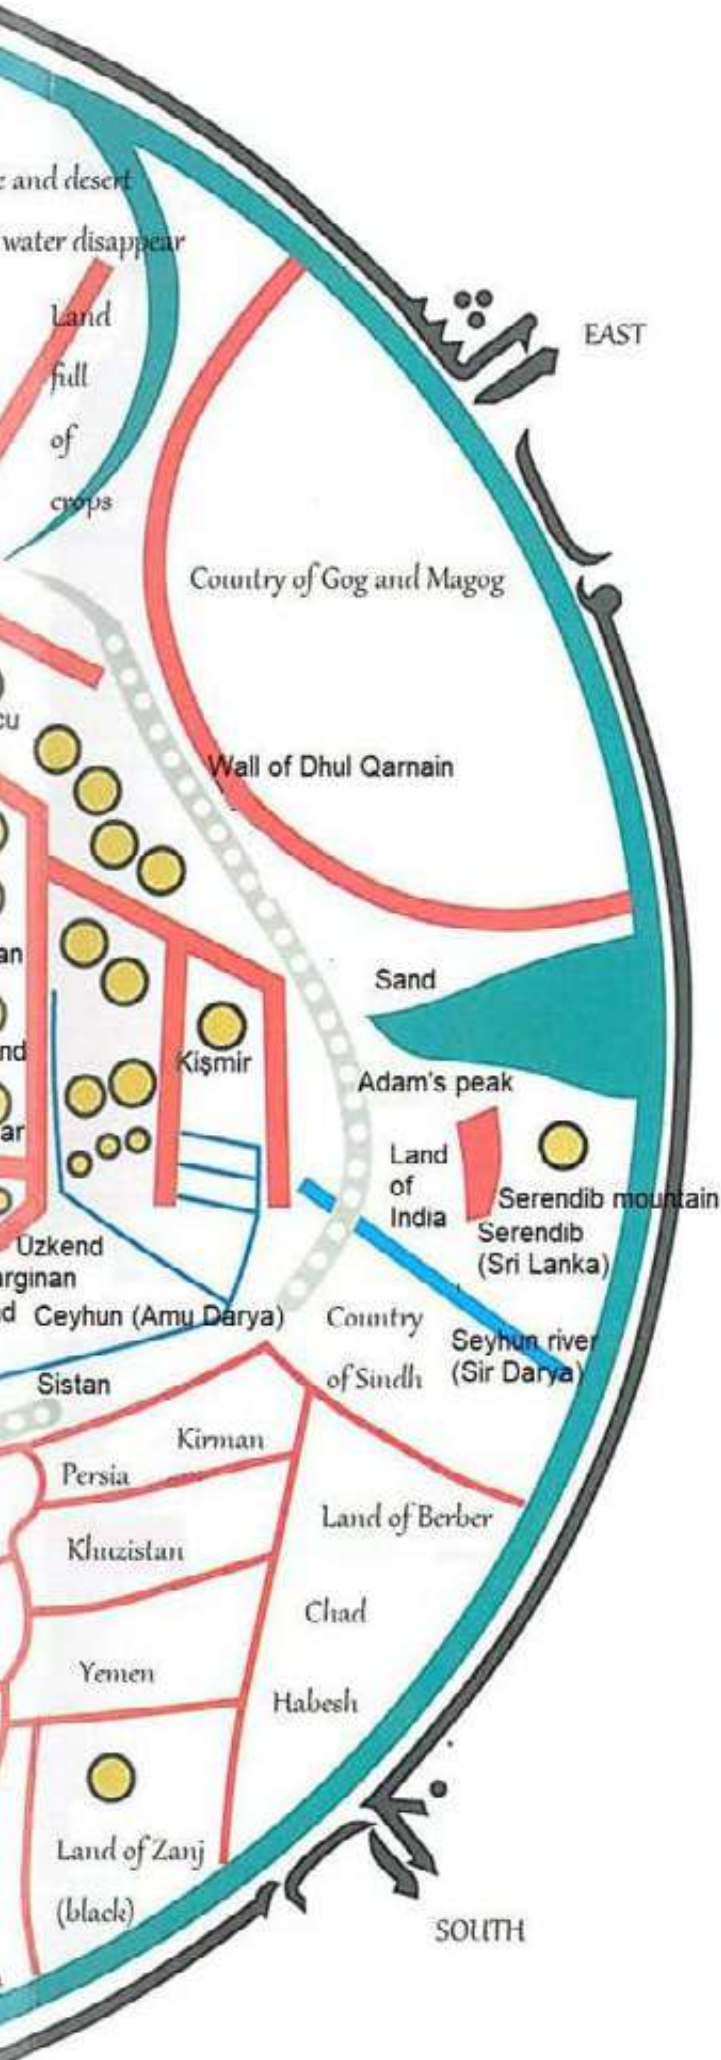 e and desert
water disappear
Land
full
of
crops
EAST
Country of Gog and Magog
cu
Wall of Dhul Qarnain
an
Sand
Kişmir
nd
Adam's peak
ar
Land
of
India
Serendib mountain
Serendib
(Sri Lanka)
Uzkend
arginan
d
Ceyhun (Amu Darya)
Country
of Sindh
Seyhun river
(Sir Darya)
Sistan
Kirman
Persia
Land of Berber
Khuzistan
Chad
Yemen
Habesh
Land of Zanj
(black)
SOUTH